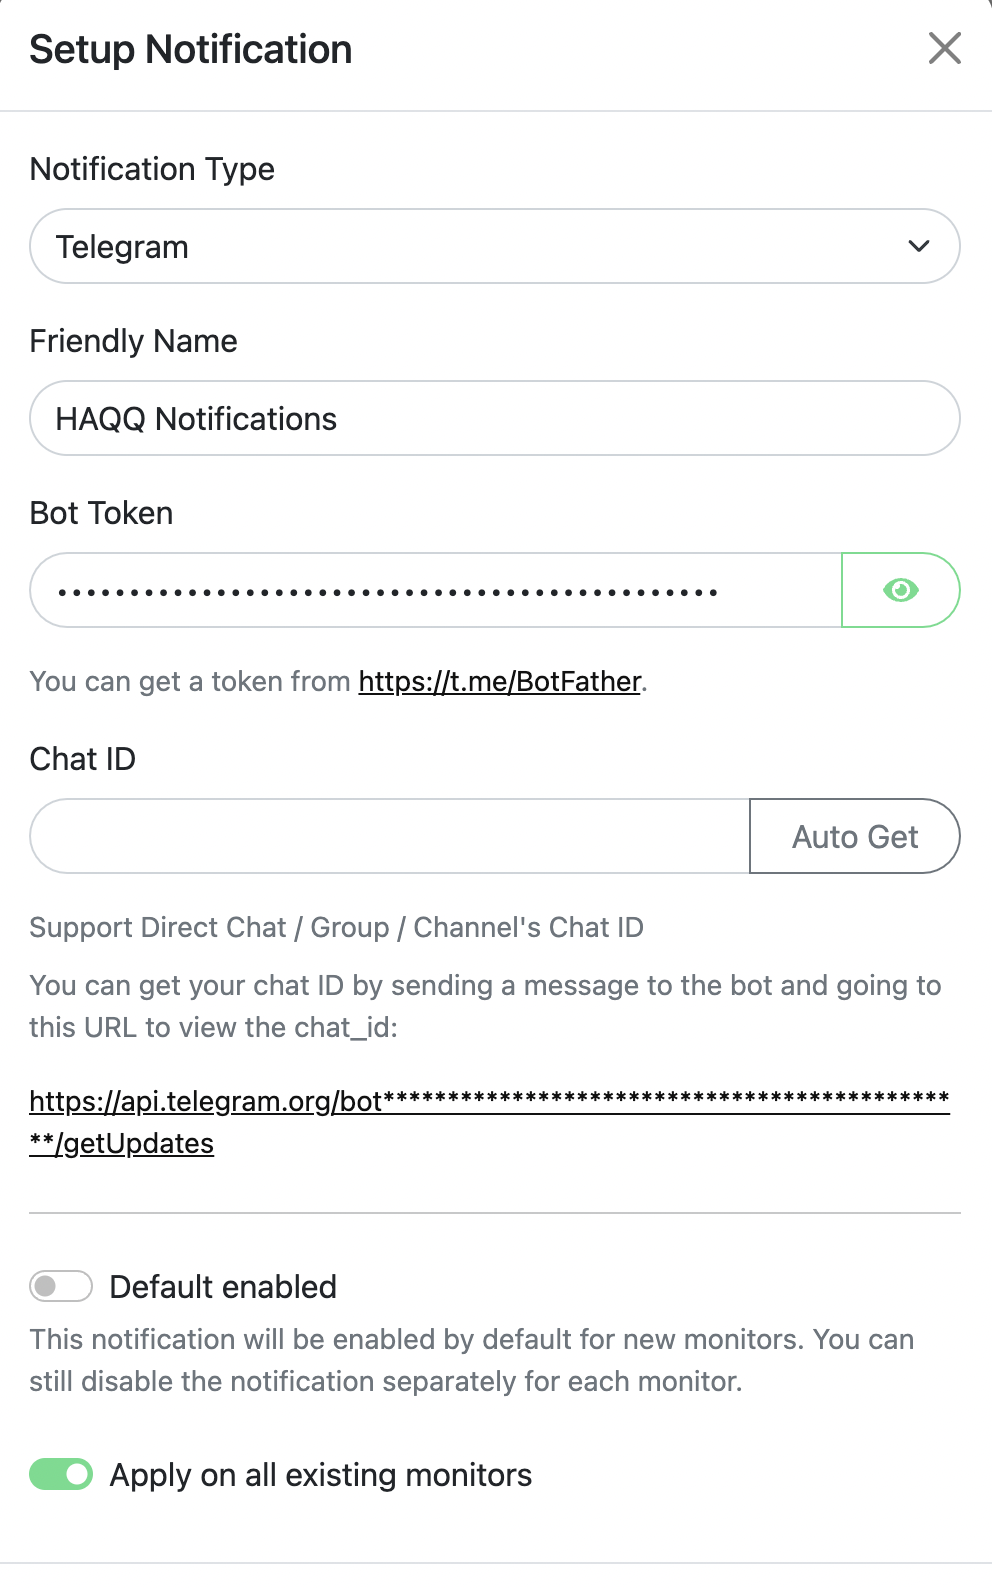 Setup Notification
Notification Type
Telegram
Friendly Name
HAQQ Notifications
Bot Token
••••••••••••••••••••••••••••••••••••••••••••••
You can get a token from https://t.me/BotFather.
Chat ID
Auto Get
Support Direct Chat / Group / Channel's Chat ID
You can get your chat ID by sending a message to the bot and going to
this URL to view the chat_id:
https://api.telegram.org/bot********************************************
**/getUpdates
Default enabled
This notification will be enabled by default for new monitors. You can
still disable the notification separately for each monitor.
Apply on all existing monitors